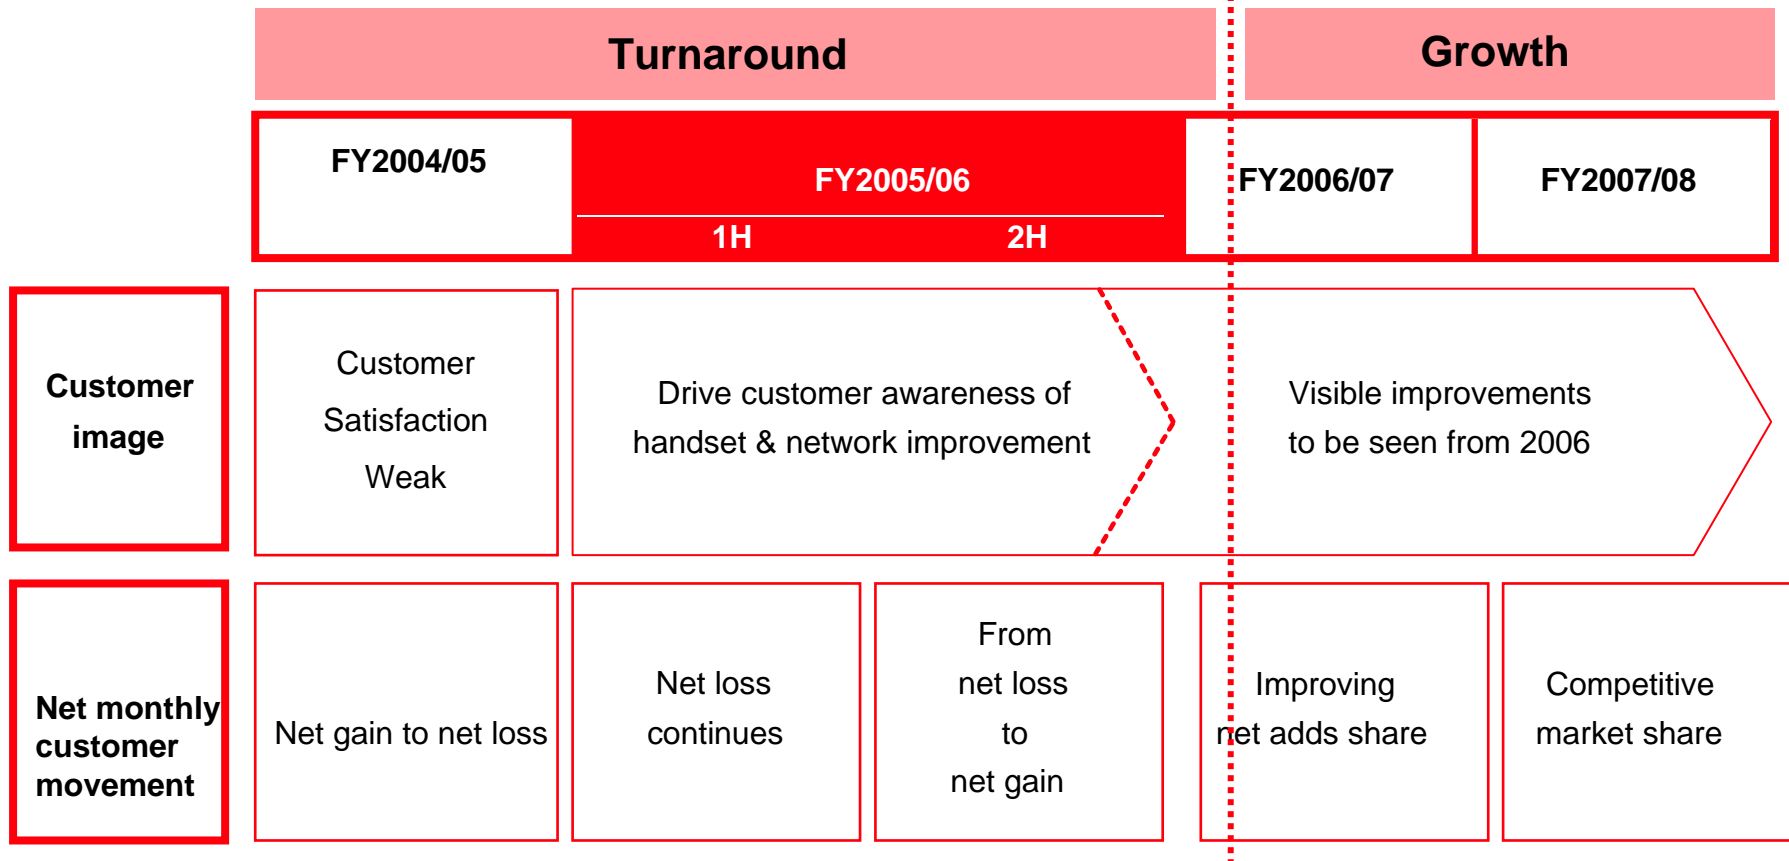 Turnaround
Growth
FY2004/05
FY2005/06
FY2006/07
FY2007/08
1H
2H
Customer
image
Customer
Satisfaction
Weak
Drive customer awareness of
handset & network improvement
Visible improvements
to be seen from 2006
Net monthly
customer
movement
Net gain to net loss
Net loss
continues
From
net loss
to
net gain
Improving
net adds share
Competitive
market share